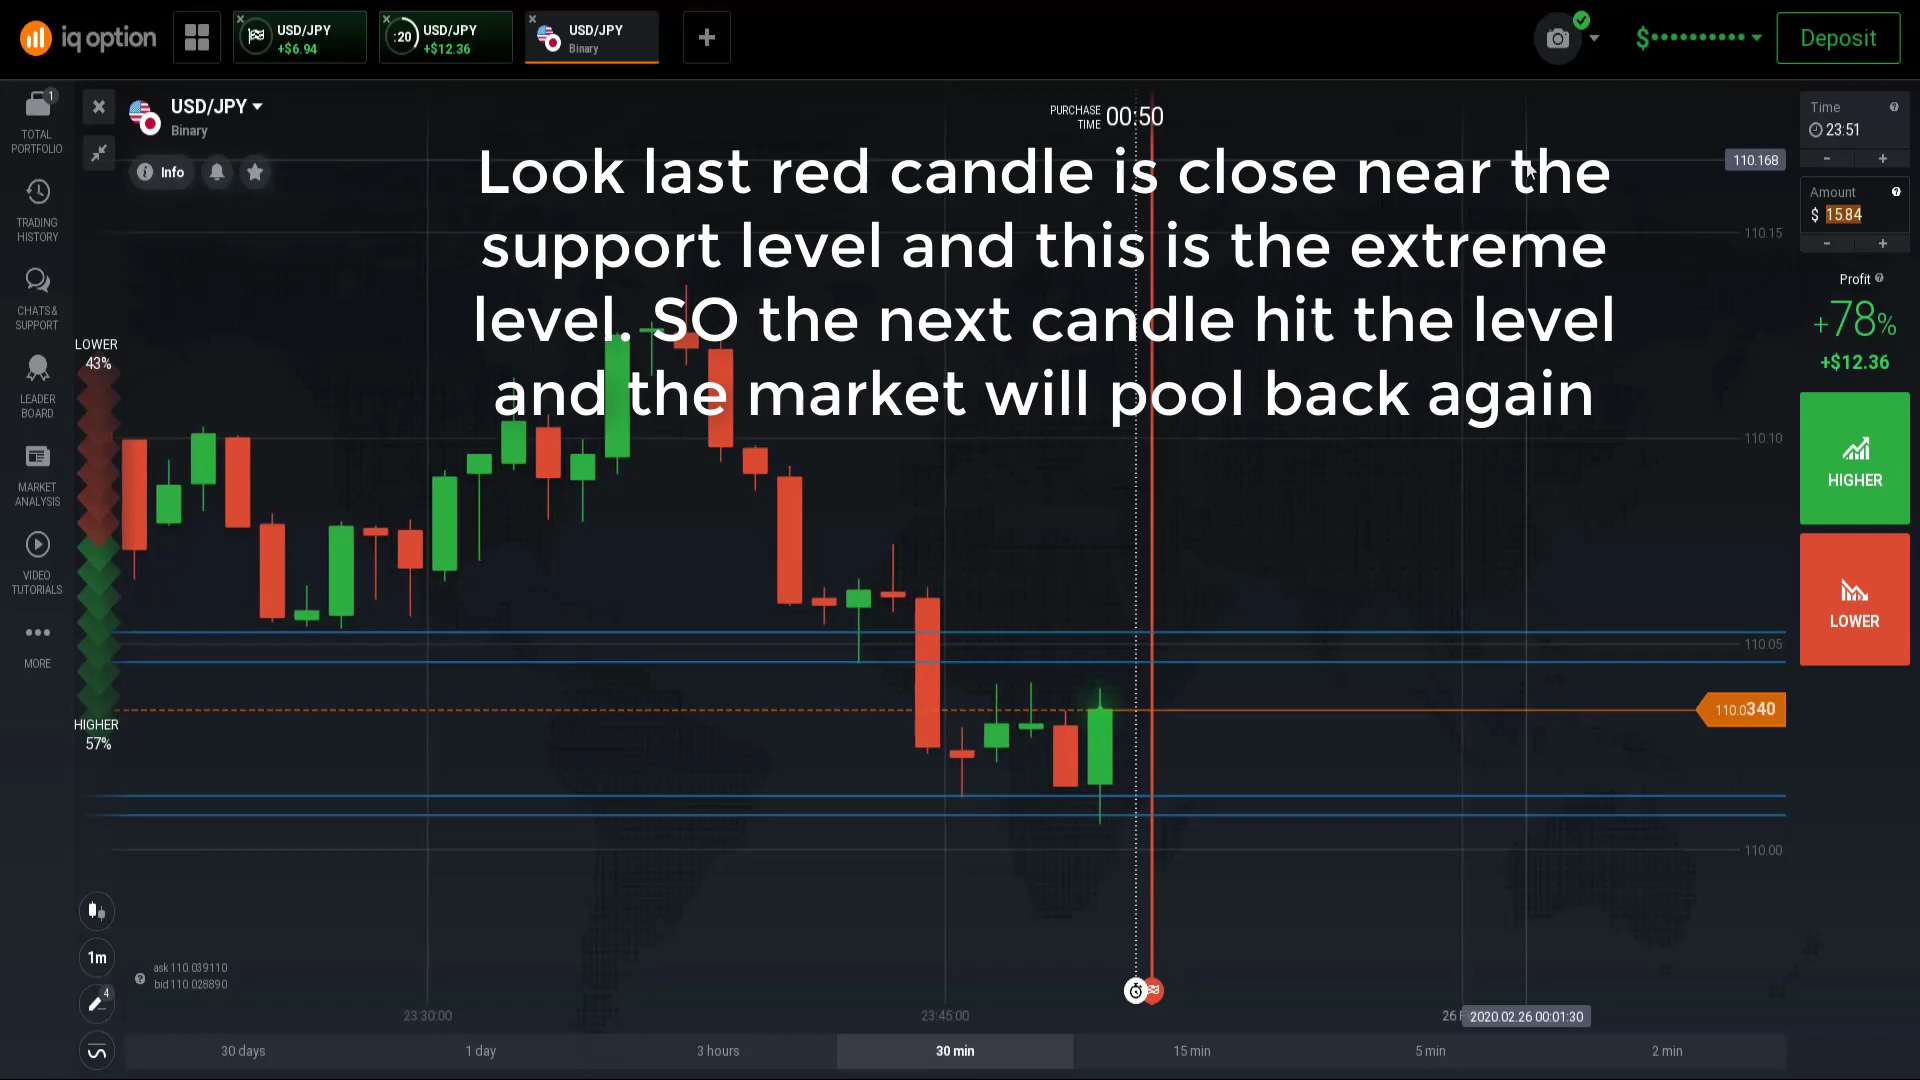 iq option
USD/JPY
+$6.94
:20
USD/JPY
+$12.36
USD/JPY
Binary
+
$
Deposit
1
TOTAL
PORTFOLIO
TRADING
HISTORY
CHATS &
SUPPORT
LEADER
BOARD
MARKET
ANALYSIS
VIDEO
TUTORIALS
MORE
USD/JPY
Binary
Info
PURCHASE
TIME
00:50
Look last red candle is close near the
support level and this is the extreme
level. SO the next candle hit the level
and the market will pool back again
LOWER
43%
HIGHER
57%
110.168
110.15
110.10
110.05
110.0340
110.00
Time
23:51
- +
Amount
$ 15.84
- +
Profit
+78%
+$12.36
HIGHER
LOWER
1m
4
ask 110.039110
bid 110.028890
23:30:00
23:45:00
26
2020.02.26 00:01:30
30 days
1 day
3 hours
30 min
15 min
5 min
2 min